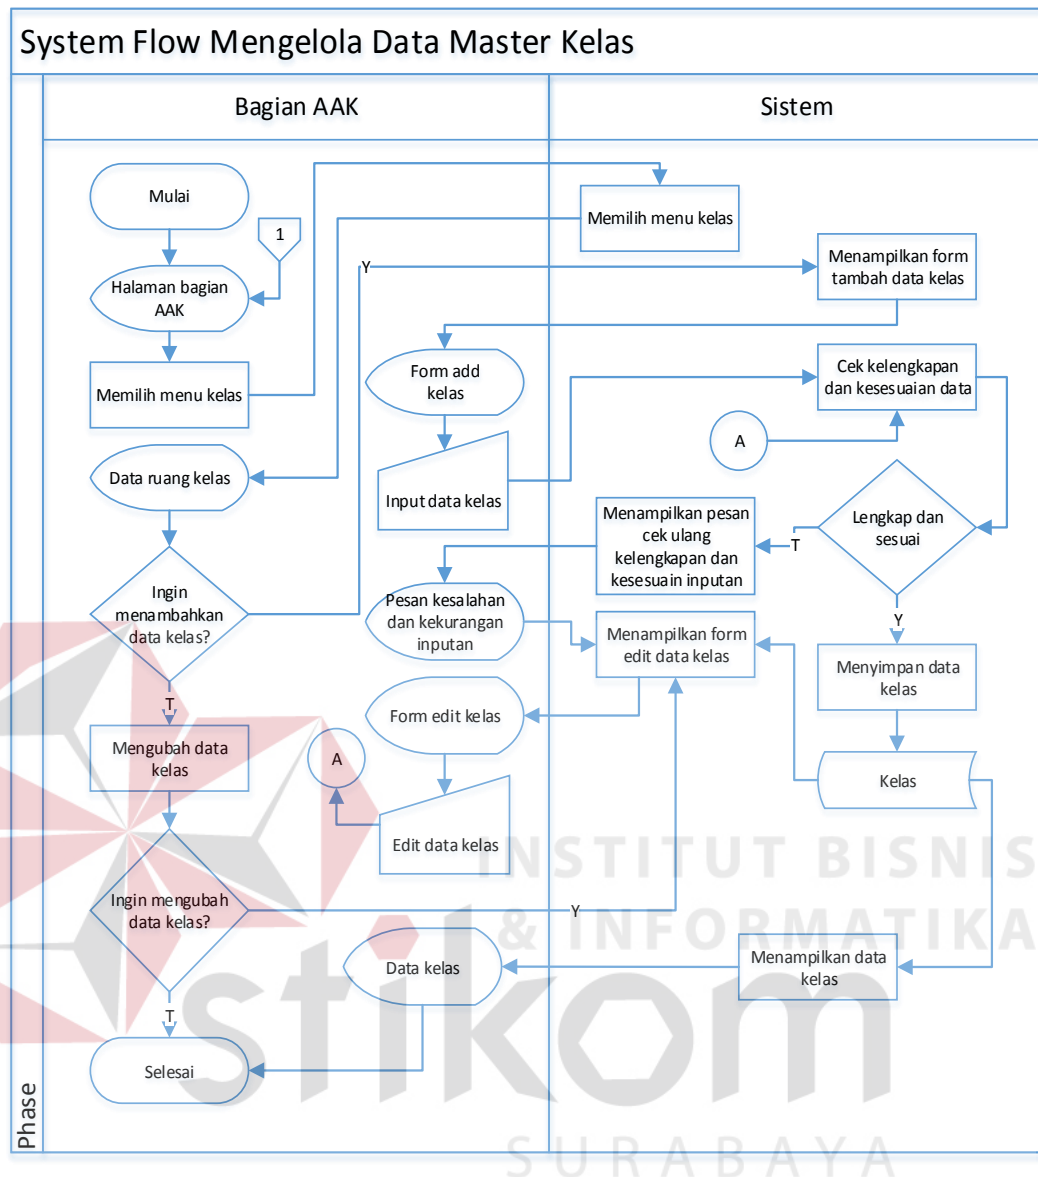 System Flow Mengelola Data Master Kelas
Bagian AAK
Sistem
Phase
Mulai
1
Halaman bagian
AAK
Memilih menu kelas
Memilih menu kelas
Data ruang kelas
Ingin
menambahkan
data kelas?
Y
T
Menampilkan form
tambah data kelas
Form add
kelas
Input data kelas
Cek kelengkapan
dan kesesuaian data
A
Lengkap dan
sesuai
T
Y
Menampilkan pesan
cek ulang
kelengkapan dan
kesesuain inputan
Pesan kesalahan
dan kekurangan
inputan
Menampilkan form
edit data kelas
Menyimpan data
kelas
Kelas
Form edit kelas
A
Edit data kelas
Mengubah data
kelas
Ingin mengubah
data kelas?
Y
T
Menampilkan data
kelas
Data kelas
Selesai
INSTITUT BISNIS
& INFORMATIKA
stikom
SURABAYA